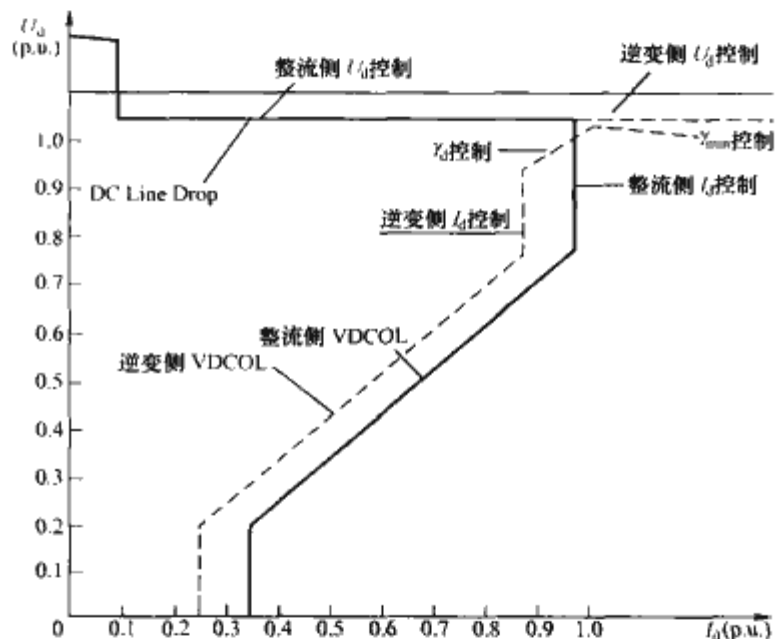 U_d
(p.u.)
整流侧 U_d控制
逆变侧 U_d控制
1.0
γ_d控制
γ_min控制
0.9
DC Line Drop
整流侧 I_d控制
逆变侧 I_d控制
0.8
0.7
0.6
整流侧 VDCOL
逆变侧 VDCOL
0.5
0.4
0.3
0.2
0.1
0
0.1
0.2
0.3
0.4
0.5
0.6
0.7
0.8
0.9
1.0
I_d(p.u.)